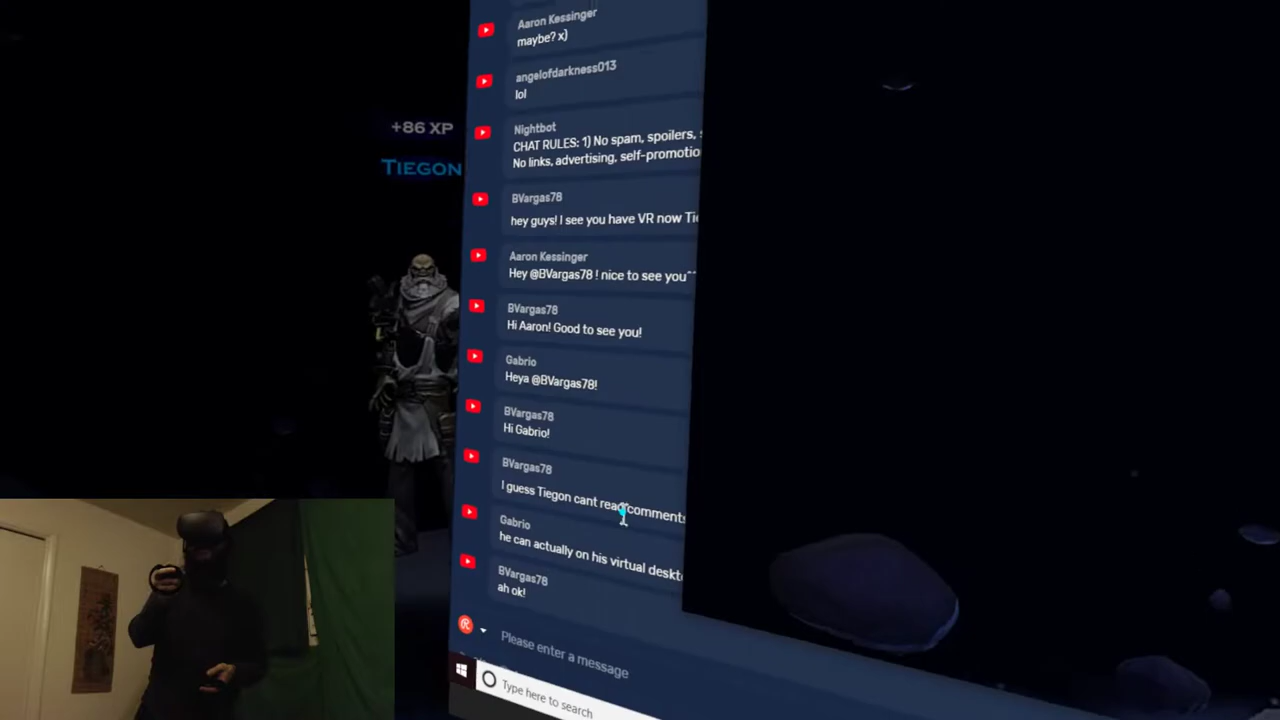 +86 XP
TIEGON
Aaron Kessinger
maybe? x)
angelofdarkness013
lol
Nightbot
CHAT RULES: 1) No spam, spoilers,
No links, advertising, self-promotio
BVargas78
hey guys! I see you have VR now Tie
Aaron Kessinger
Hey @BVargas78 ! nice to see you^^
BVargas78
Hi Aaron! Good to see you!
Gabrio
Heya @BVargas78!
BVargas78
Hi Gabrio!
BVargas78
I guess Tiegon cant read comments
Gabrio
he can actually on his virtual deskt
BVargas78
ah ok!
Please enter a message
Type here to search